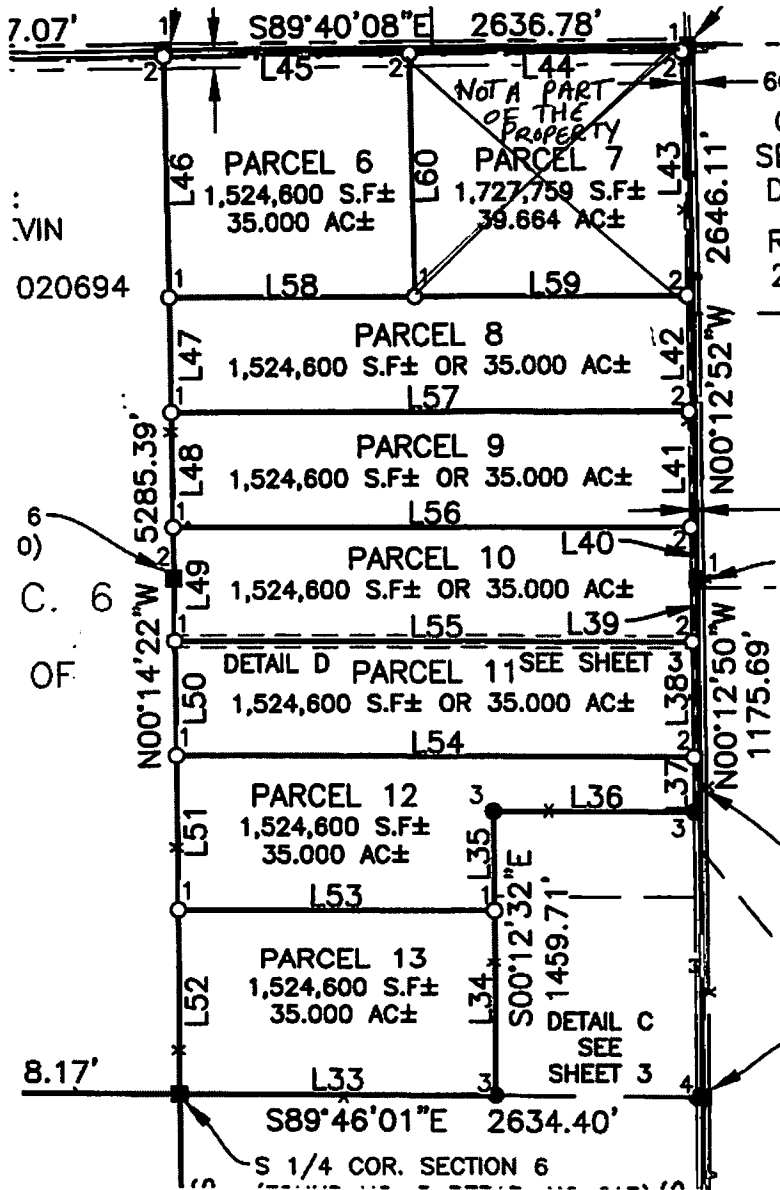 7.07'
S89°40'08"E 2636.78'
1
1
2
L45
2
L44
2
NOT A PART
OF THE
PROPERTY
PARCEL 6
1,524,600 S.F±
35.000 AC±
PARCEL 7
1,727,759 S.F±
39.664 AC±
L46
L60
L43
2646.11'
VIN
020694
1
L58
1
L59
2
PARCEL 8
1,524,600 S.F± OR 35.000 AC±
L47
L42
N00°12'52"W
1
L57
2
PARCEL 9
1,524,600 S.F± OR 35.000 AC±
L48
L41
5285.39'
6
0)
1
L56
2
L40
PARCEL 10
1,524,600 S.F± OR 35.000 AC±
2
L49
1
C. 6
OF
N00°14'22"W
1
L55
L39
2
DETAIL D
SEE SHEET 3
PARCEL 11
1,524,600 S.F± OR 35.000 AC±
L50
L38
N00°12'50"W
1175.69'
1
L54
2
PARCEL 12
1,524,600 S.F±
35.000 AC±
L37
3
L36
3
L51
L35
1
L53
1
S00°12'32"E
1459.71'
PARCEL 13
1,524,600 S.F±
35.000 AC±
L52
L34
3
DETAIL C
SEE
SHEET 3
8.17'
L33
3
4
S89°46'01"E 2634.40'
S 1/4 COR. SECTION 6